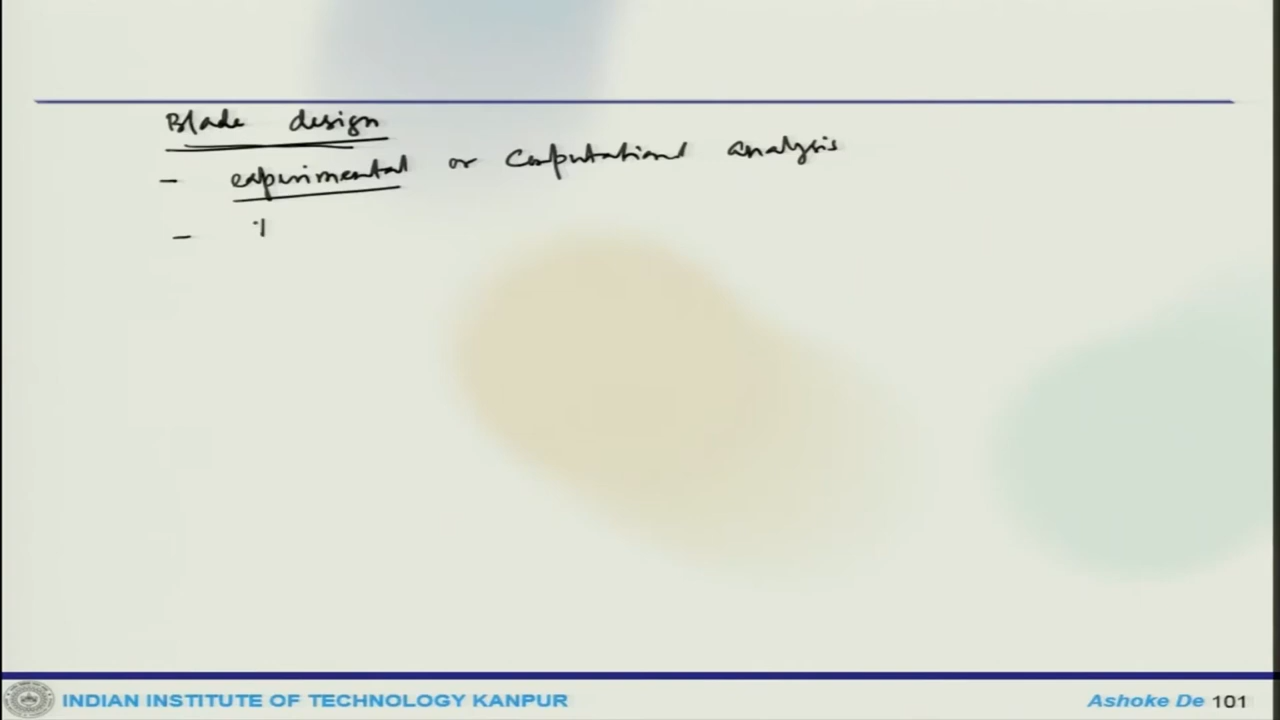 Blade design
- experimental or Computational analysis
-
INDIAN INSTITUTE OF TECHNOLOGY KANPUR
Ashoke De 101